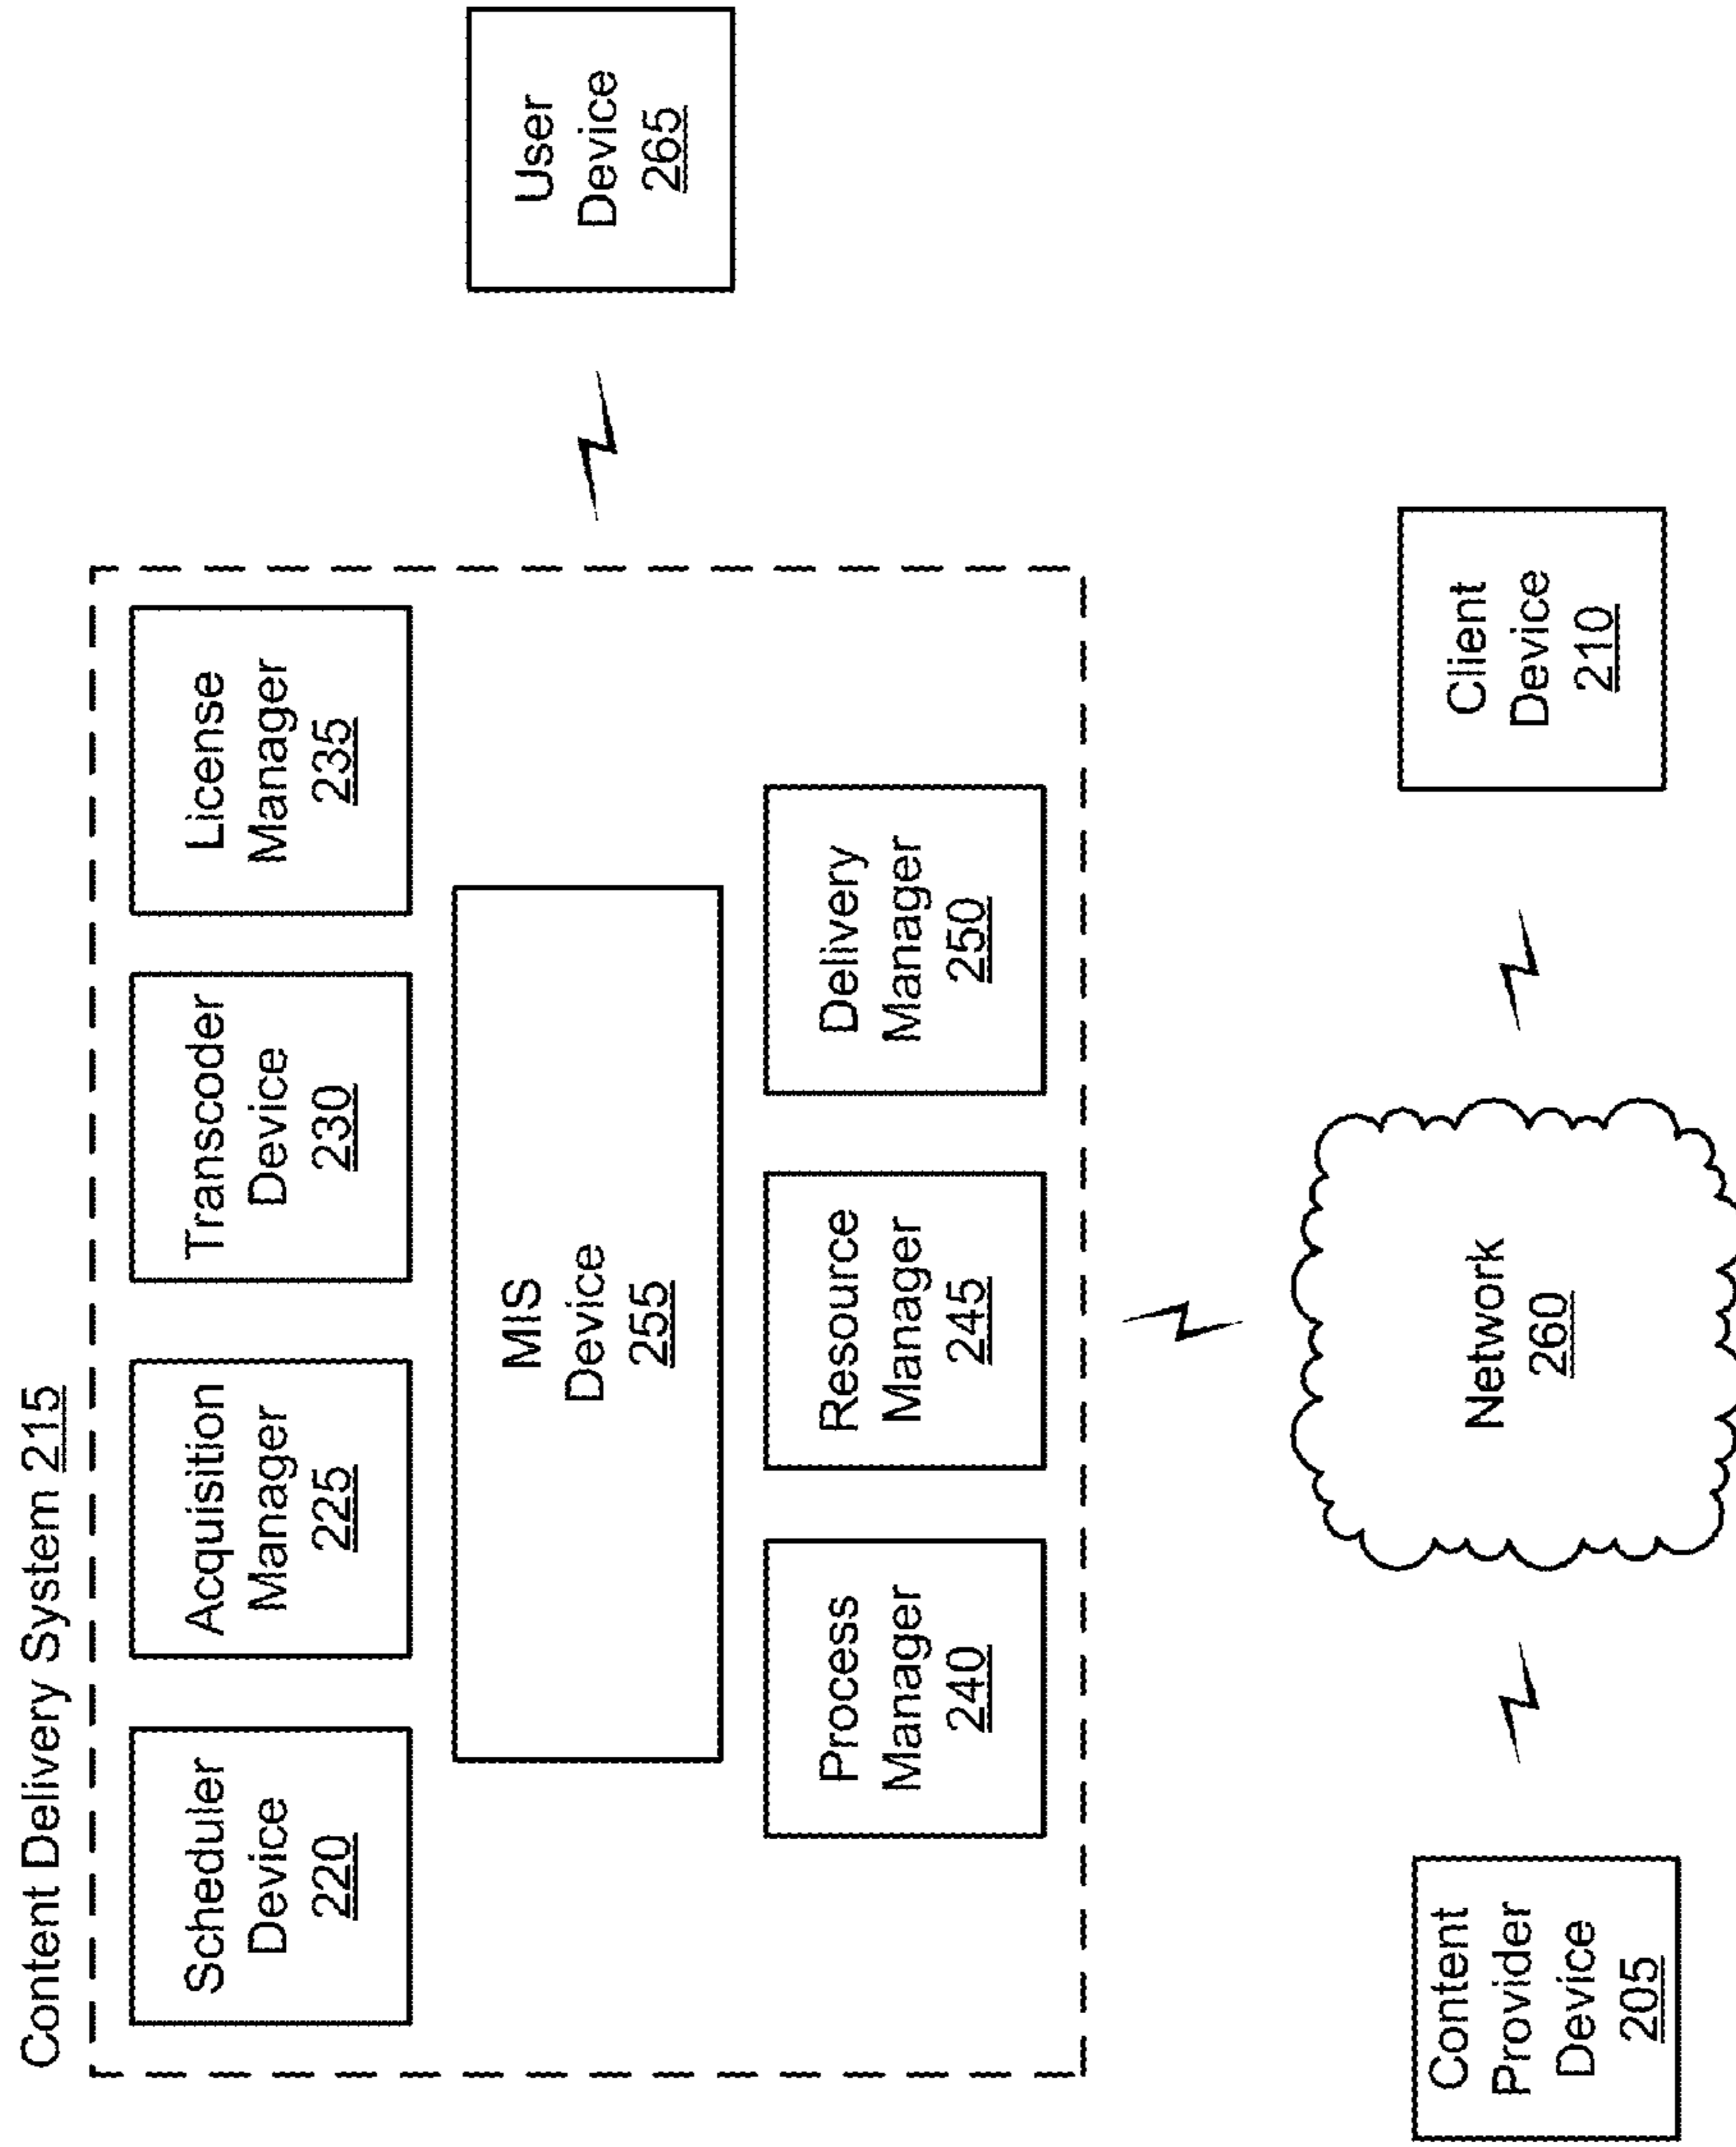 Content Delivery System 215
Scheduler
Device
220
Acquisition
Manager
225
Transcoder
Device
230
License
Manager
235
MIS
Device
255
User
Device
265
Process
Manager
240
Resource
Manager
245
Delivery
Manager
250
Content
Provider
Device
205
Network
260
Client
Device
210